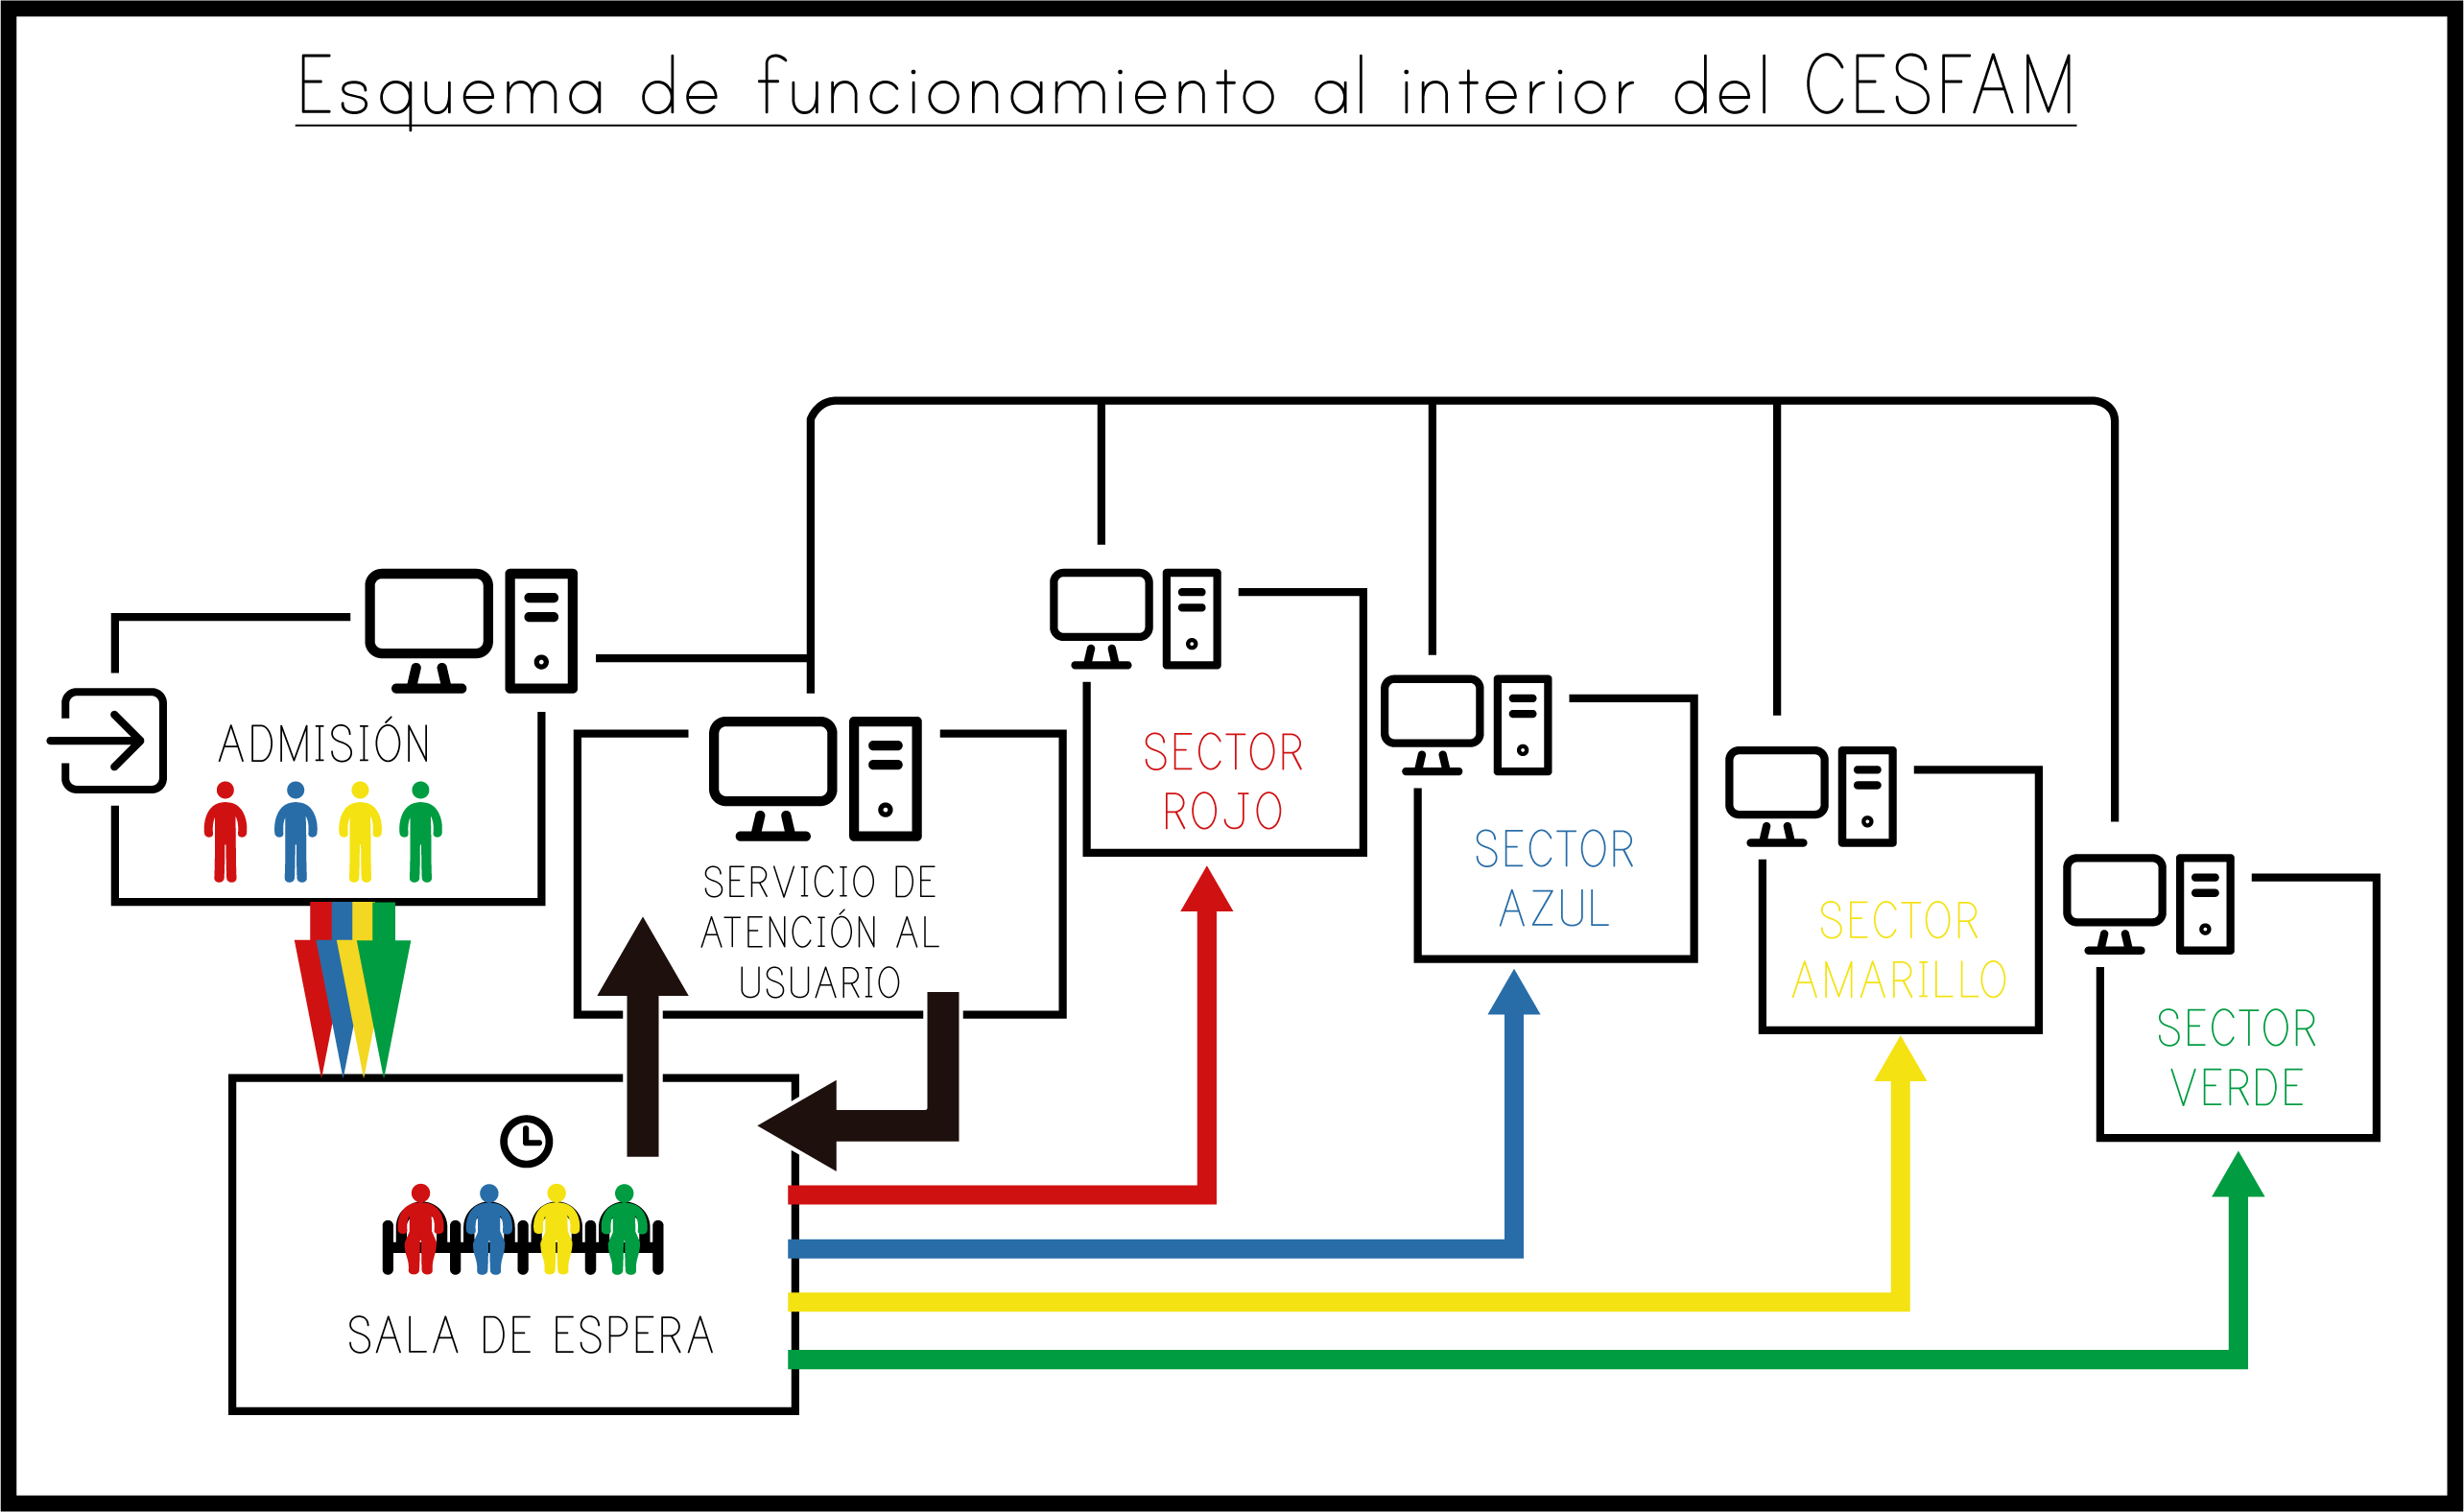 Esquema de funcionamiento al interior del CESFAM
ADMISIÓN
SERVICIO DE
ATENCIÓN AL
USUARIO
SECTOR
ROJO
SECTOR
AZUL
SECTOR
AMARILLO
SECTOR
VERDE
SALA DE ESPERA